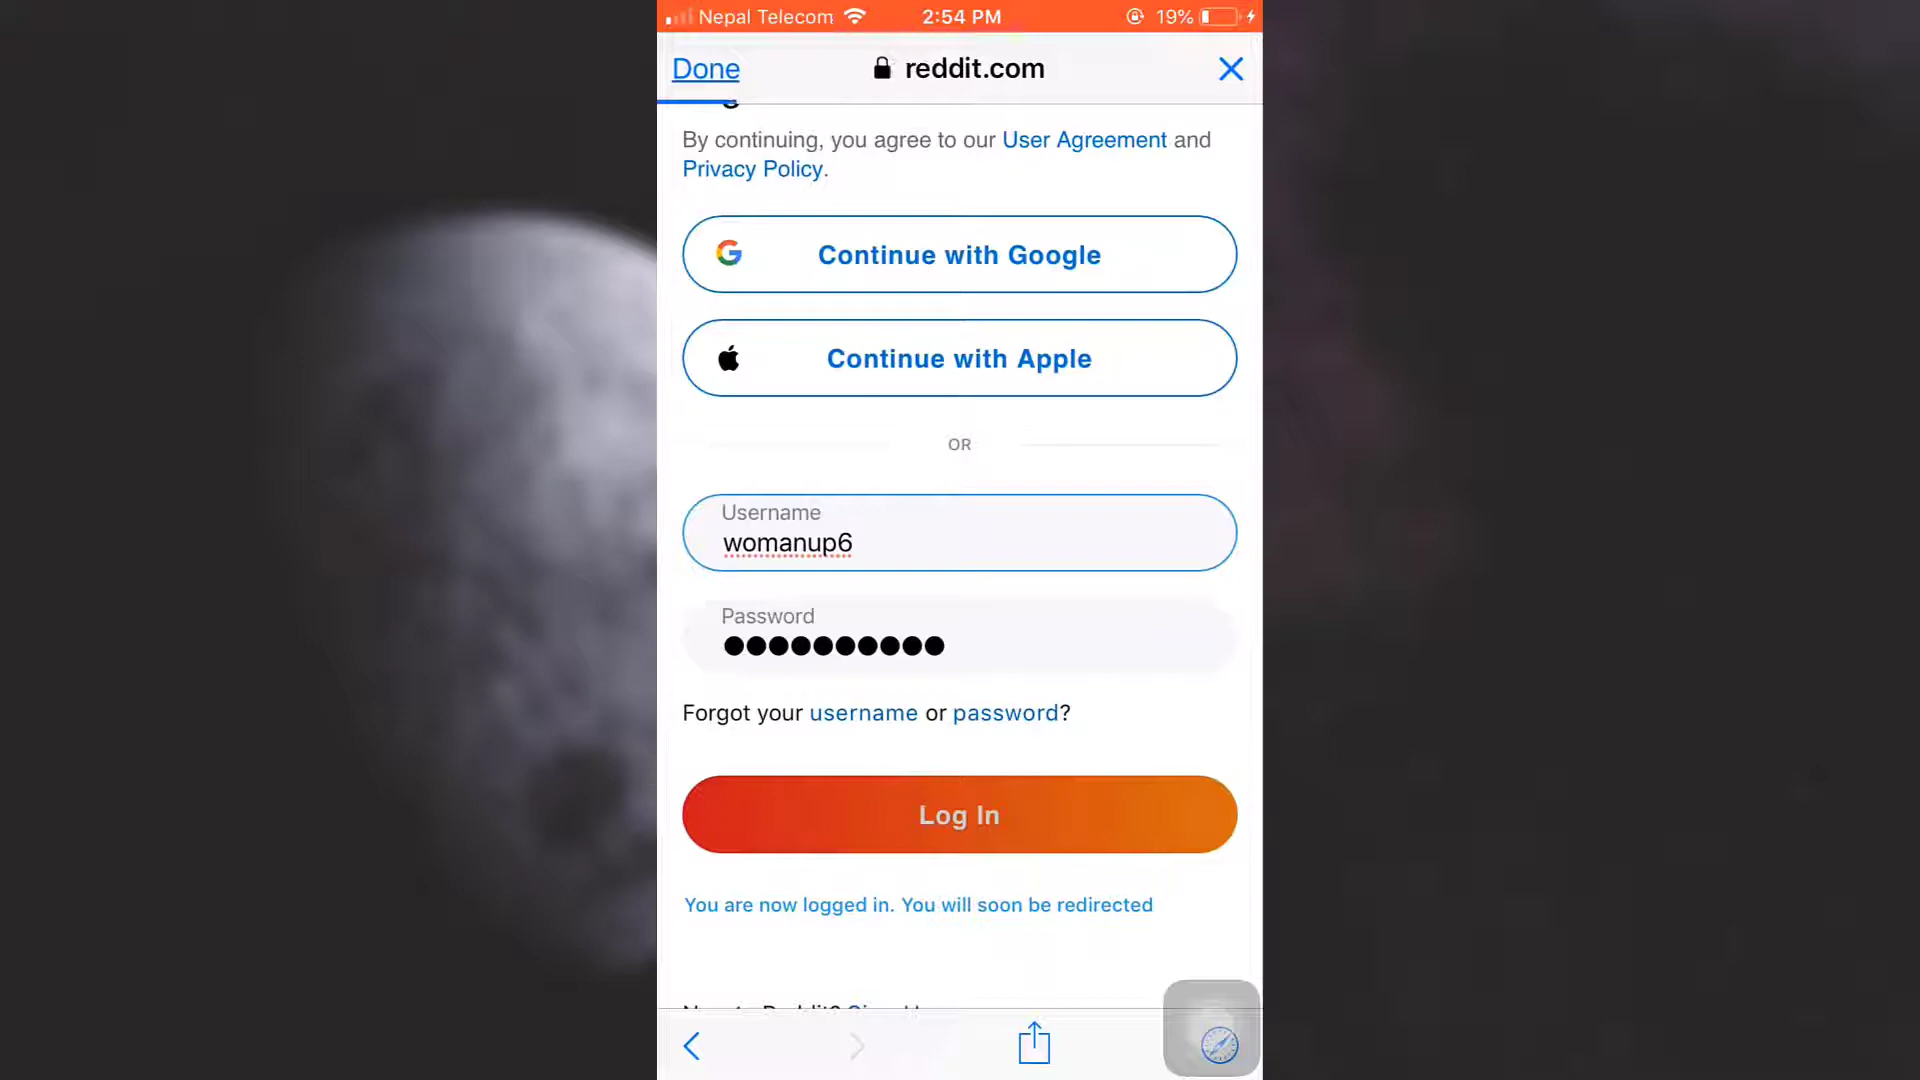 Nepal Telecom 2:54 PM 19%
Done reddit.com
By continuing, you agree to our User Agreement and
Privacy Policy.
Continue with Google
Continue with Apple
OR
Username
womanup6
Password
Forgot your username or password?
Log In
You are now logged in. You will soon be redirected